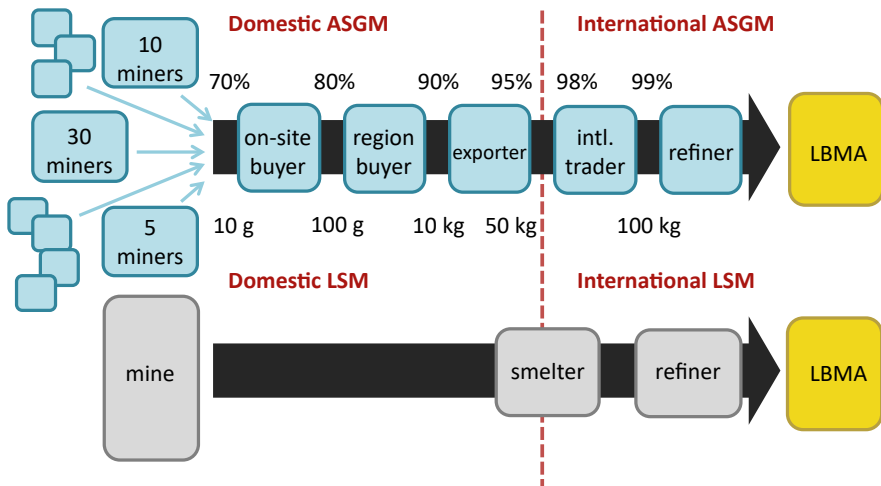 Domestic ASGM
International ASGM
10
miners
70%
80%
90%
95%
98%
99%
30
miners
on-site
buyer
region
buyer
exporter
intl.
trader
refiner
LBMA
5
miners
10 g
100 g
10 kg
50 kg
100 kg
Domestic LSM
International LSM
mine
smelter
refiner
LBMA